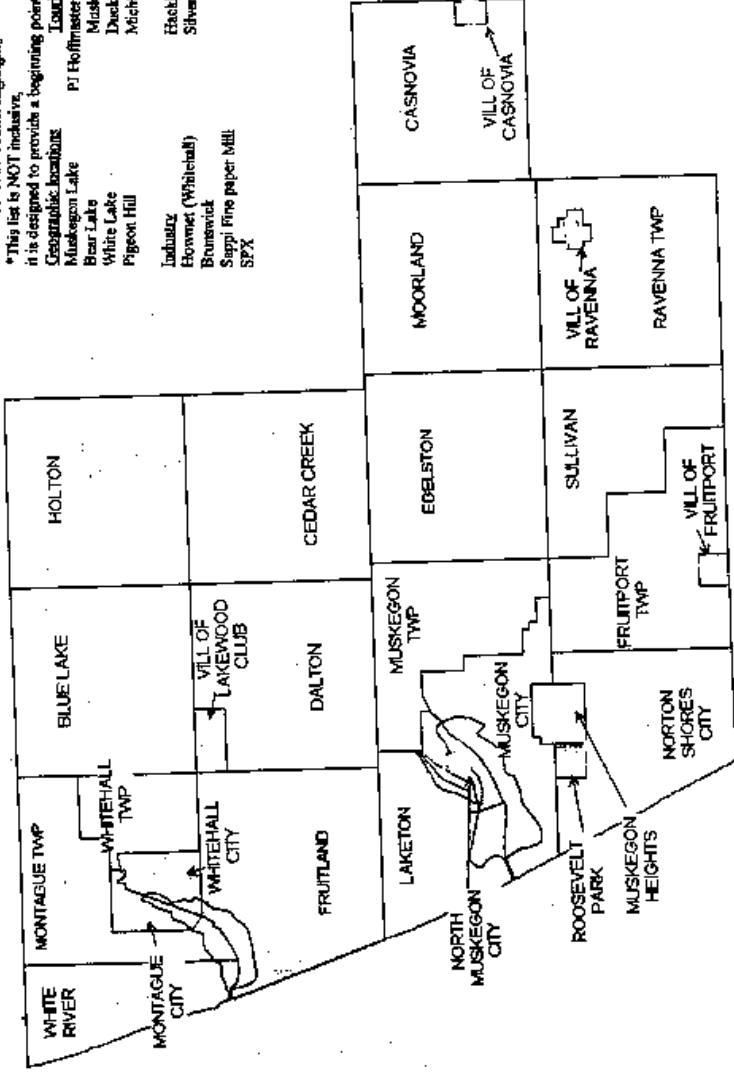 *This list is NOT inclusive,
it is designed to provide a beginning point
Geographic locations
Muskegon Lake
Bear Lake
White Lake
Pigeon Hill
Industry
Howmet (Whitehall)
Brunswick
Sappi Fine paper Mill
SPX
PJ Hoffmaster
Musk
Duck
Mich
Silver
WHITE
RIVER
MONTAGUE TWP
MONTAGUE
CITY
WHITEHALL
TWP
WHITEHALL
CITY
BLUE LAKE
HOLTON
FRUITLAND
VILL OF
LAKEWOOD
CLUB
DALTON
CEDAR CREEK
LAKETON
NORTH
MUSKEGON
CITY
MUSKEGON
TWP
MUSKEGON
CITY
EGELSTON
MOORLAND
CASNOVIA
VILL OF
CASNOVIA
ROOSEVELT
PARK
MUSKEGON
HEIGHTS
NORTON
SHORES
CITY
FRUITPORT
TWP
VILL OF
FRUITPORT
SULLIVAN
VILL OF
RAVENNA
RAVENNA TWP